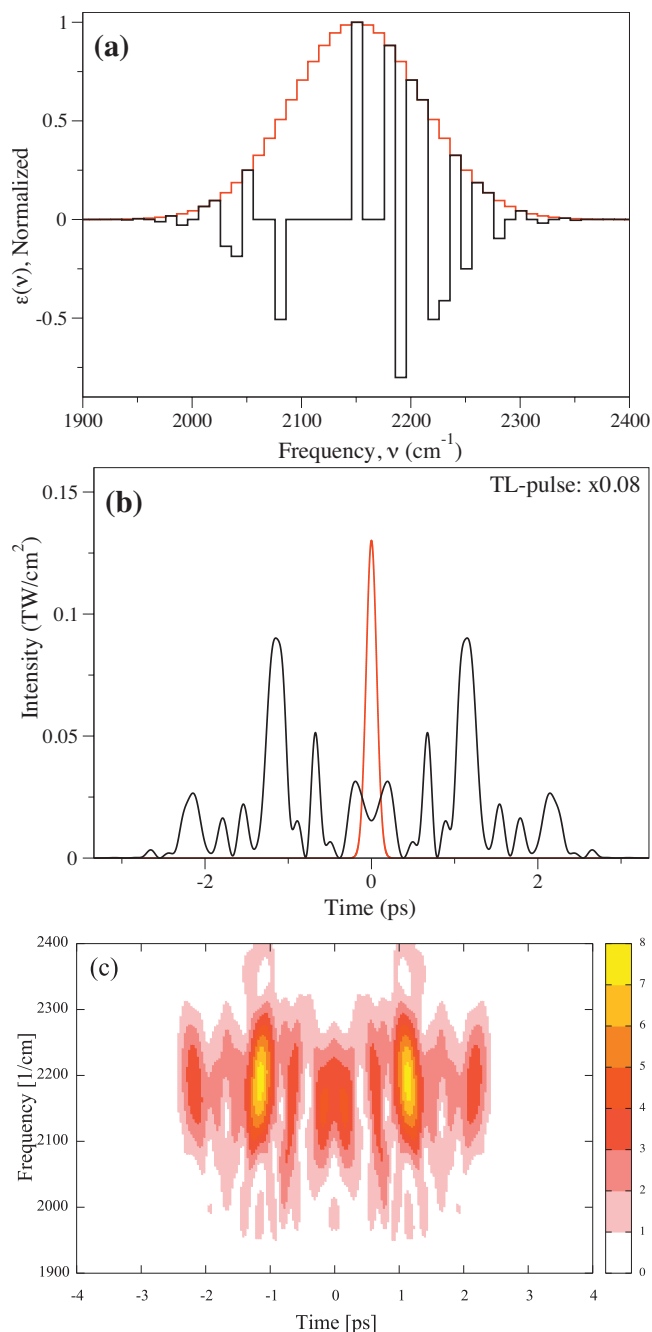 (a)
ε(ν), Normalized
1
0.5
0
-0.5
1900 2000 2100 2200 2300 2400
Frequency, ν (cm-1)
(b)
TL-pulse: x0.08
Intensity (TW/cm2)
0.15
0.1
0.05
0
-2 0 2
Time (ps)
(c)
Frequency [1/cm]
2400
2300
2200
2100
2000
1900
-4 -3 -2 -1 0 1 2 3 4
Time [ps]
8
7
6
5
4
3
2
1
0